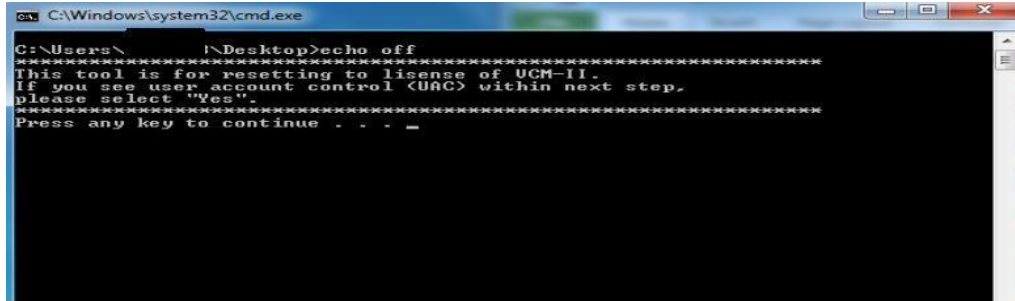 C:\Windows\system32\cmd.exe
C:\Users\ \Desktop>echo off
******************************************************************************
This tool is for resetting to lisense of UCM-II.
If you see user account control (UAC) within next step,
please select "Yes".
******************************************************************************
Press any key to continue . . . _